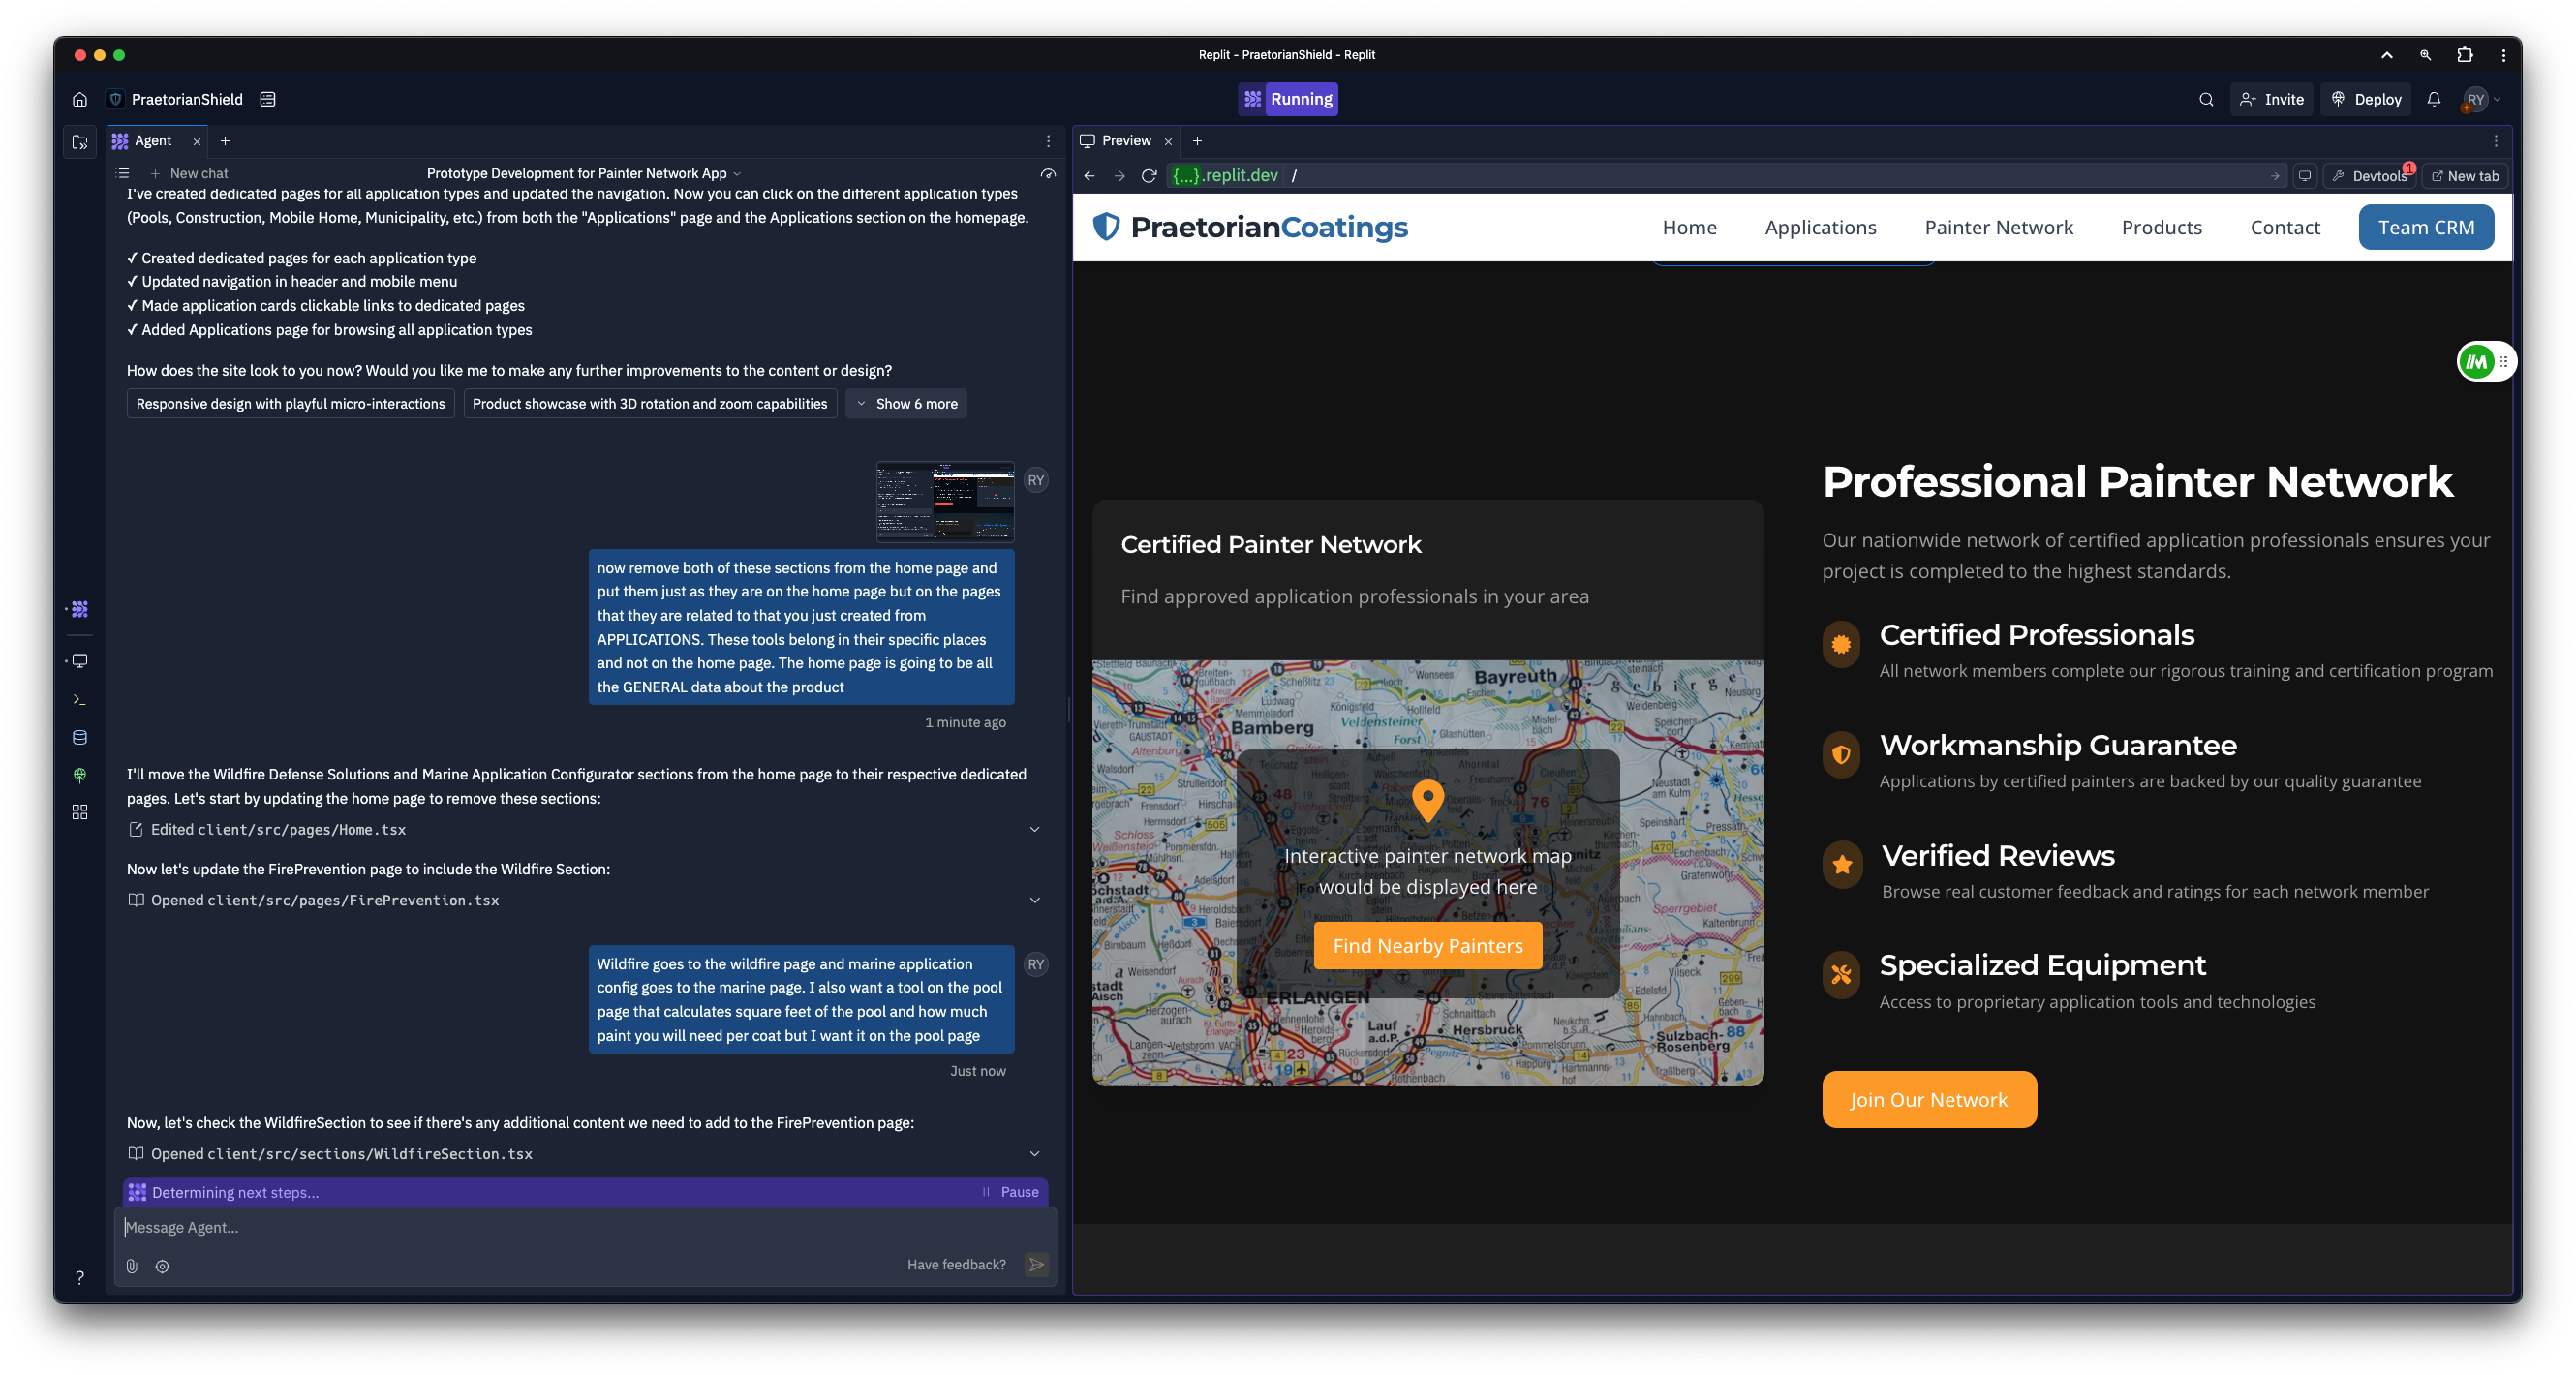 Replit - PraetorianShield - Replit
PraetorianShield
Running
Invite
Deploy
RY
Agent
New chat
Prototype Development for Painter Network App
I've created dedicated pages for all application types and updated the navigation. Now you can click on the different application types
(Pools, Construction, Mobile Home, Municipality, etc.) from both the "Applications" page and the Applications section on the homepage.
✓ Created dedicated pages for each application type
✓ Updated navigation in header and mobile menu
✓ Made application cards clickable links to dedicated pages
✓ Added Applications page for browsing all application types
How does the site look to you now? Would you like me to make any further improvements to the content or design?
Responsive design with playful micro-interactions
Product showcase with 3D rotation and zoom capabilities
Show 6 more
RY
now remove both of these sections from the home page and
put them just as they are on the home page but on the pages
that they are related to that you just created from
APPLICATIONS. These tools belong in their specific places
and not on the home page. The home page is going to be all
the GENERAL data about the product
1 minute ago
I'll move the Wildfire Defense Solutions and Marine Application Configurator sections from the home page to their respective dedicated
pages. Let's start by updating the home page to remove these sections:
Edited client/src/pages/Home.tsx
Now let's update the FirePrevention page to include the Wildfire Section:
Opened client/src/pages/FirePrevention.tsx
RY
Wildfire goes to the wildfire page and marine application
config goes to the marine page. I also want a tool on the pool
page that calculates square feet of the pool and how much
paint you will need per coat but I want it on the pool page
Just now
Now, let's check the WildfireSection to see if there's any additional content we need to add to the FirePrevention page:
Opened client/src/sections/WildfireSection.tsx
Determining next steps...
Pause
Message Agent...
Have feedback?
Preview
{...}.replit.dev /
Devtools
1
New tab
PraetorianCoatings
Home
Applications
Painter Network
Products
Contact
Team CRM
Certified Painter Network
Find approved application professionals in your area
Bayreuth
Bamberg
Veldensteiner
Forst
Interactive painter network map
would be displayed here
Find Nearby Painters
ERLANGEN
Lauf
a.d.P.
Hersbruck
Sulzbach-
Rosenberg
Professional Painter Network
Our nationwide network of certified application professionals ensures your
project is completed to the highest standards.
Certified Professionals
All network members complete our rigorous training and certification program
Workmanship Guarantee
Applications by certified painters are backed by our quality guarantee
Verified Reviews
Browse real customer feedback and ratings for each network member
Specialized Equipment
Access to proprietary application tools and technologies
Join Our Network